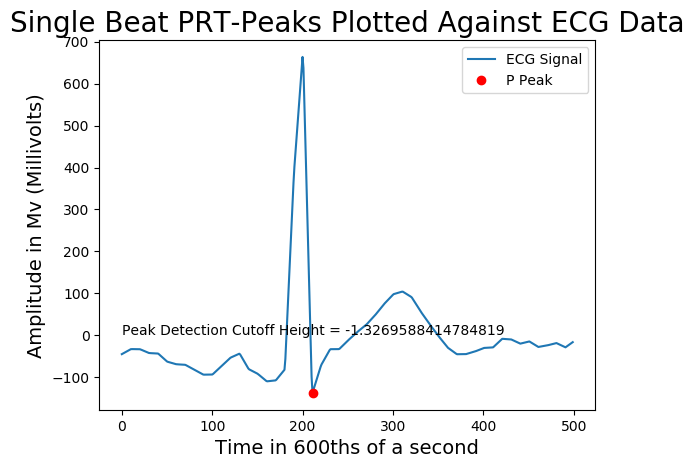 Single Beat PRT-Peaks Plotted Against ECG Data
700
600
500
400
300
200
100
0
−100
Amplitude in Mv (Millivolts)
ECG Signal
P Peak
Peak Detection Cutoff Height = -1.3269588414784819
0 100 200 300 400 500
Time in 600ths of a second